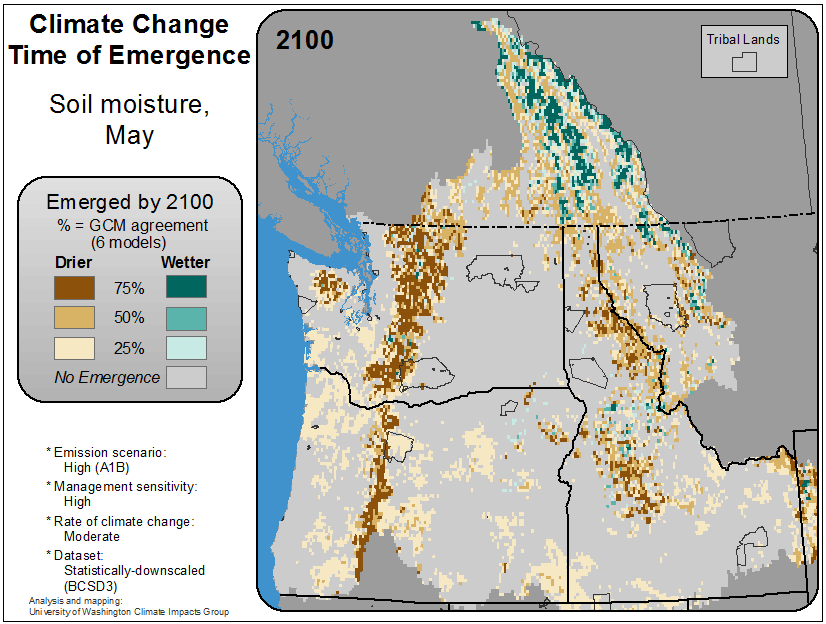 Climate Change
Time of Emergence
Soil moisture,
May
Emerged by 2100
% = GCM agreement
(6 models)
Drier Wetter
75%
50%
25%
No Emergence
* Emission scenario:
High (A1B)
* Management sensitivity:
High
* Rate of climate change:
Moderate
* Dataset:
Statistically-downscaled
(BCSD3)
Analysis and mapping:
University of Washington Climate Impacts Group
2100
Tribal Lands